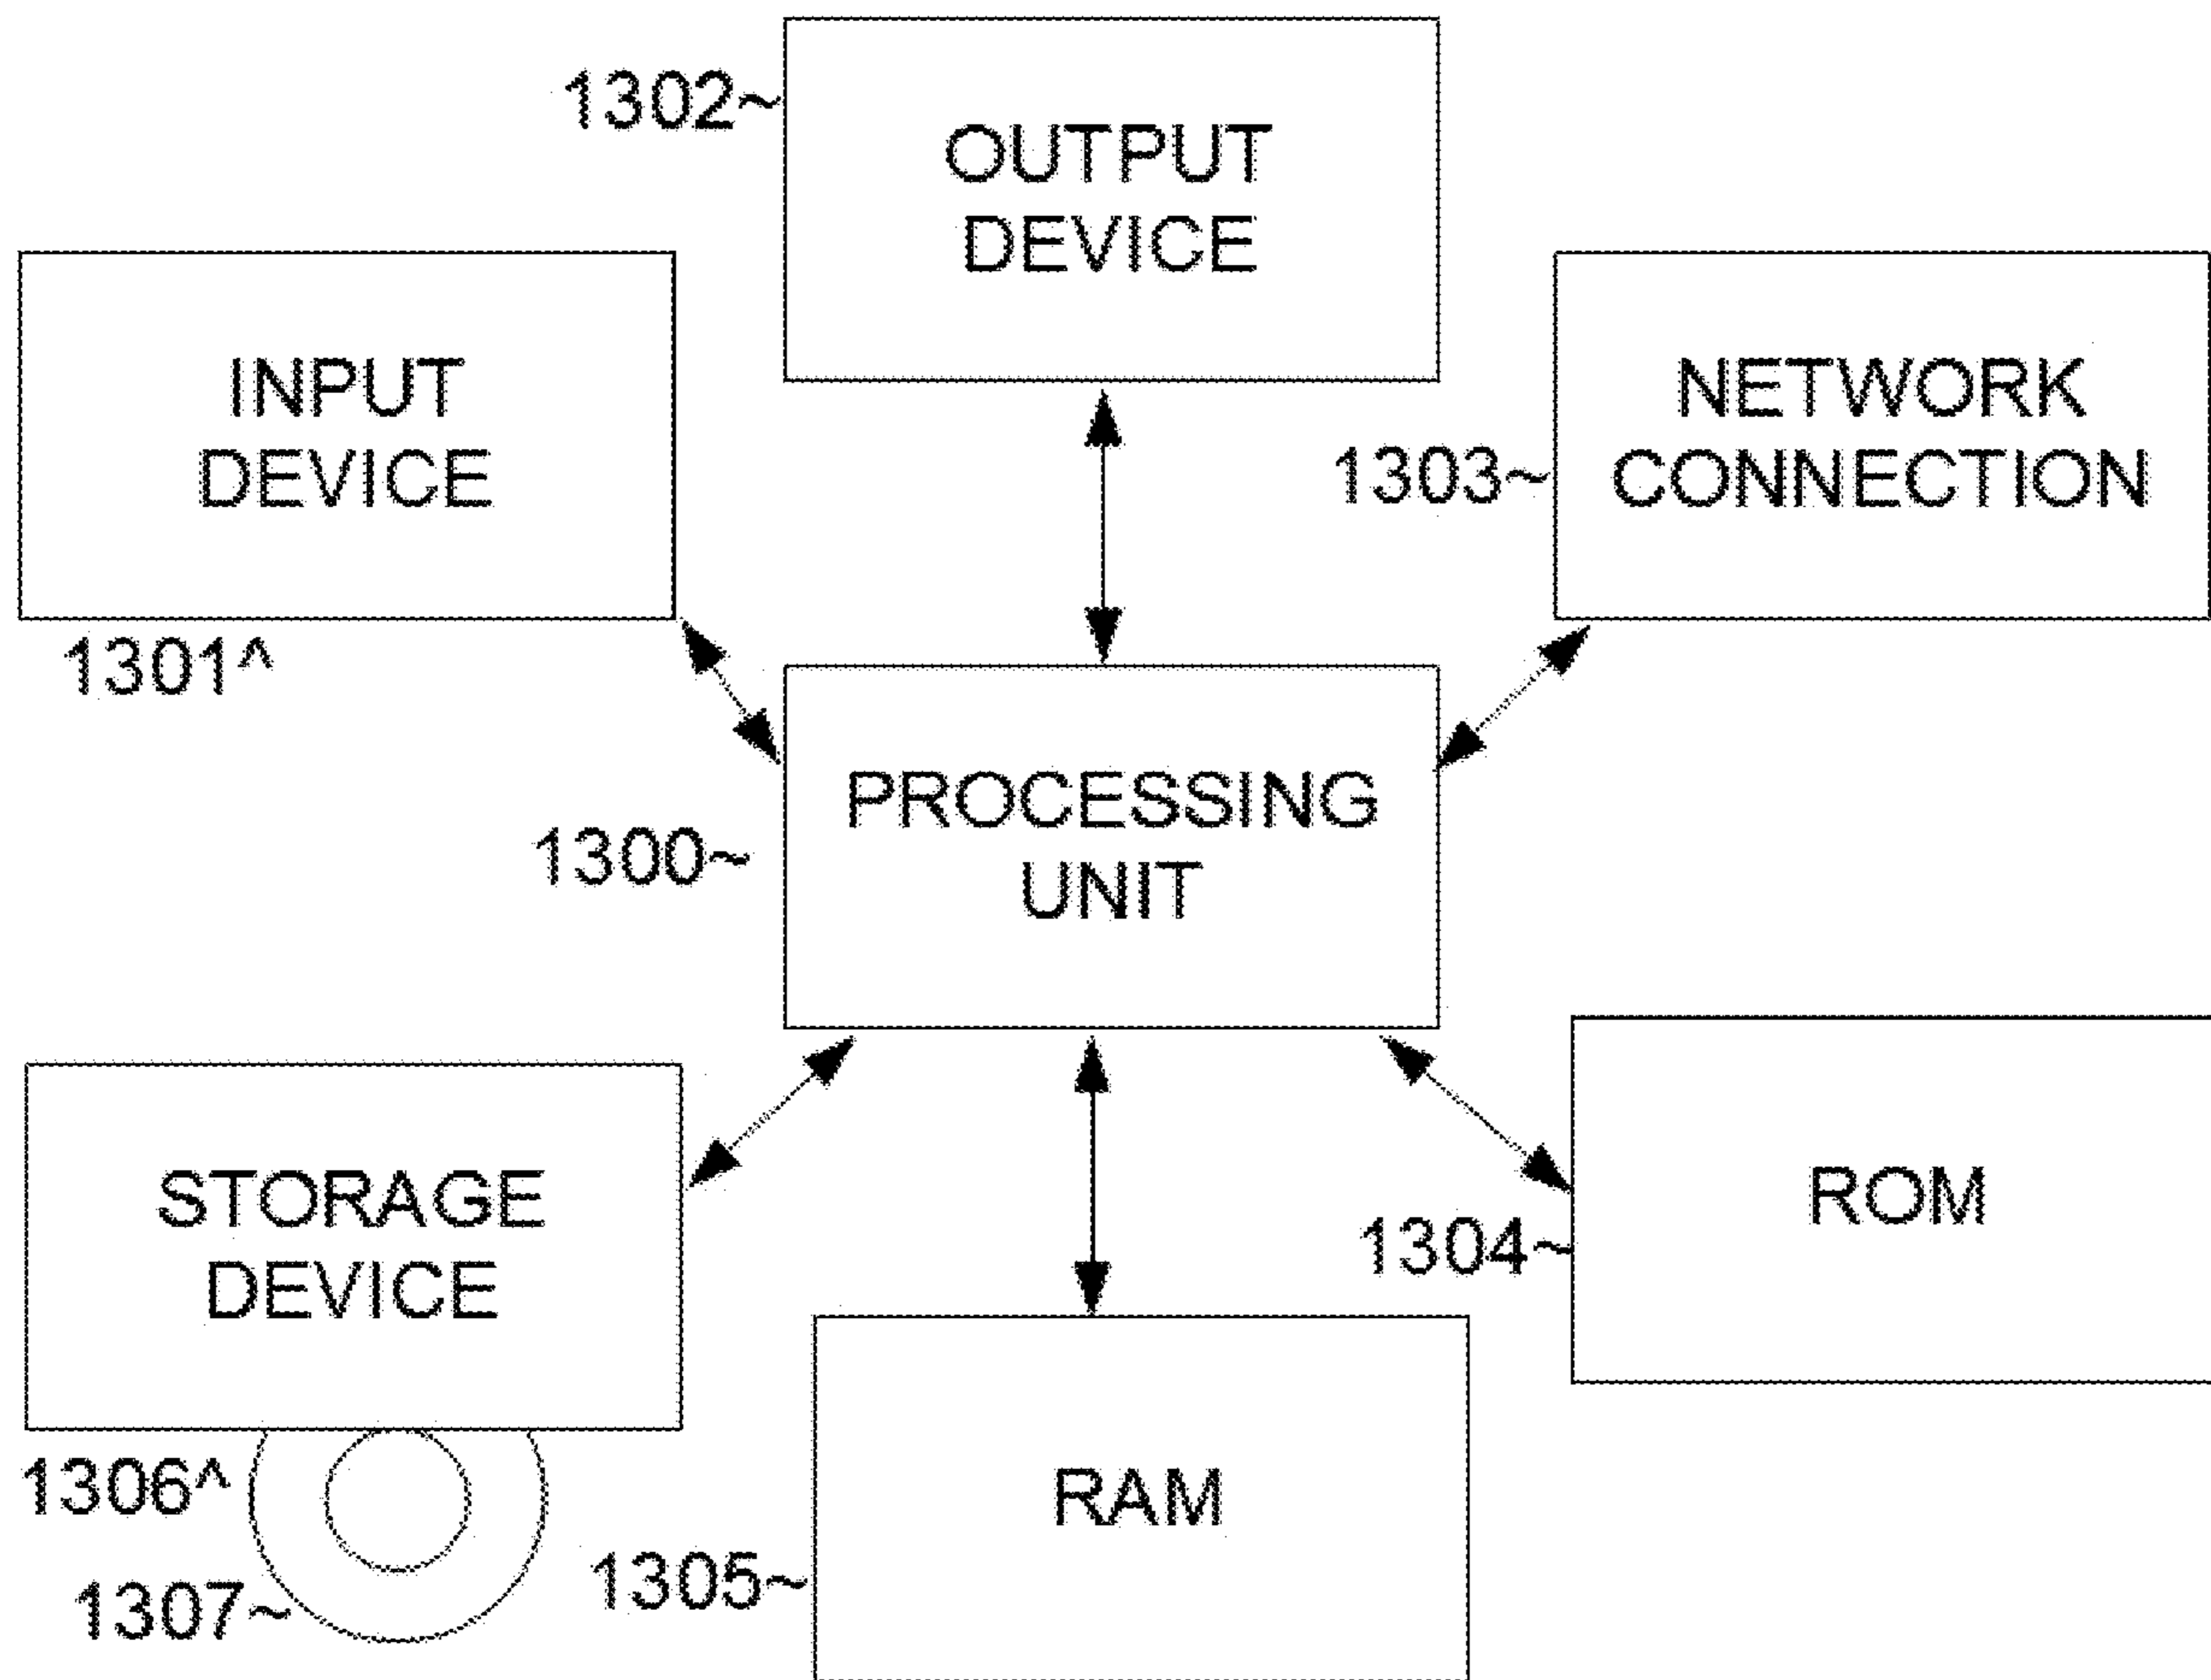 1302~
OUTPUT
DEVICE
INPUT
DEVICE
1301^
NETWORK
CONNECTION
1303~
PROCESSING
UNIT
1300~
STORAGE
DEVICE
1306^
1307~
RAM
1305~
ROM
1304~